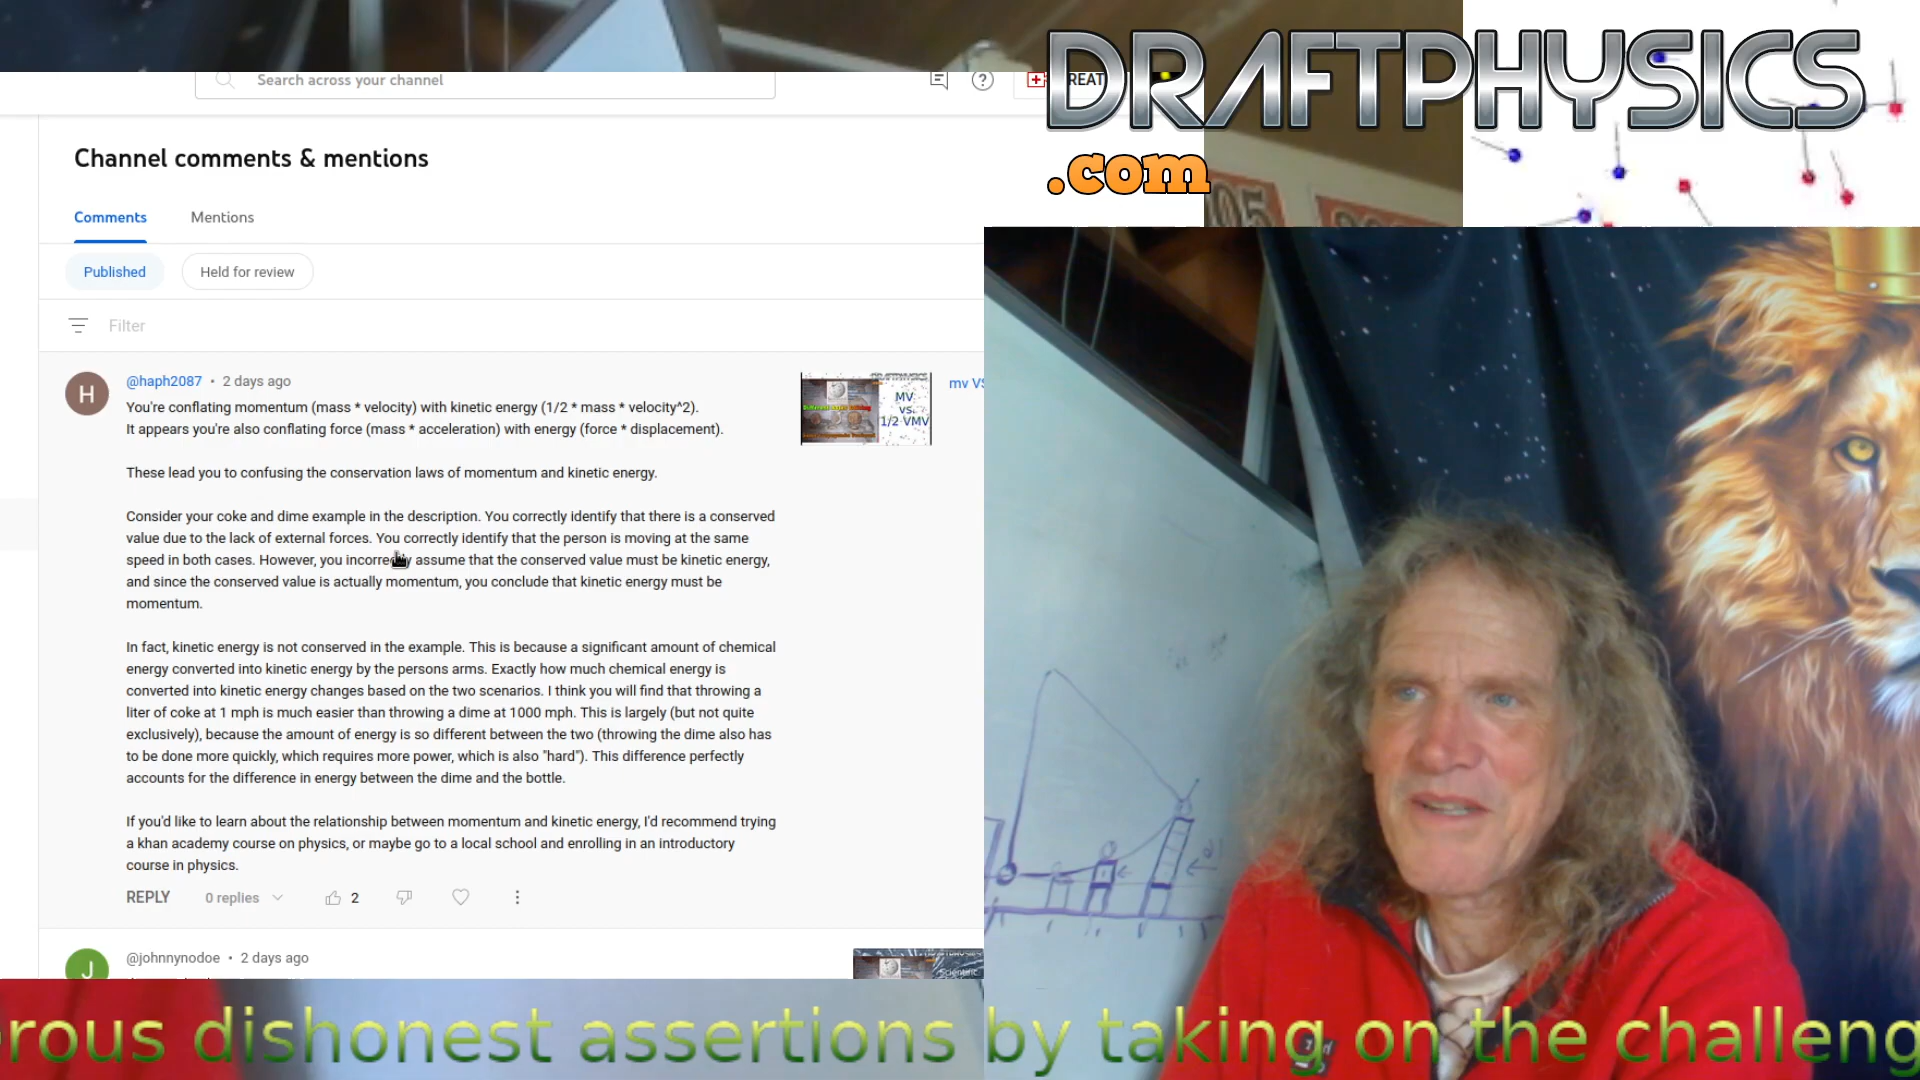 DRAFTPHYSICS
.com
Search across your channel
Channel comments & mentions
Comments
Mentions
Published
Held for review
Filter
H
@haph2087 • 2 days ago
You're conflating momentum (mass * velocity) with kinetic energy (1/2 * mass * velocity^2).
It appears you're also conflating force (mass * acceleration) with energy (force * displacement).
These lead you to confusing the conservation laws of momentum and kinetic energy.
Consider your coke and dime example in the description. You correctly identify that there is a conserved
value due to the lack of external forces. You correctly identify that the person is moving at the same
speed in both cases. However, you incorrectly assume that the conserved value must be kinetic energy,
and since the conserved value is actually momentum, you conclude that kinetic energy must be
momentum.
In fact, kinetic energy is not conserved in the example. This is because a significant amount of chemical
energy converted into kinetic energy by the persons arms. Exactly how much chemical energy is
converted into kinetic energy changes based on the two scenarios. I think you will find that throwing a
liter of coke at 1 mph is much easier than throwing a dime at 1000 mph. This is largely (but not quite
exclusively), because the amount of energy is so different between the two (throwing the dime also has
to be done more quickly, which requires more power, which is also "hard"). This difference perfectly
accounts for the difference in energy between the dime and the bottle.
If you'd like to learn about the relationship between momentum and kinetic energy, I'd recommend trying
a khan academy course on physics, or maybe go to a local school and enrolling in an introductory
course in physics.
REPLY
0 replies
2
MV
vs.
1/2 VMV
mv VS
J
@johnnynodoe • 2 days ago
rous dishonest assertions by taking on the challeng